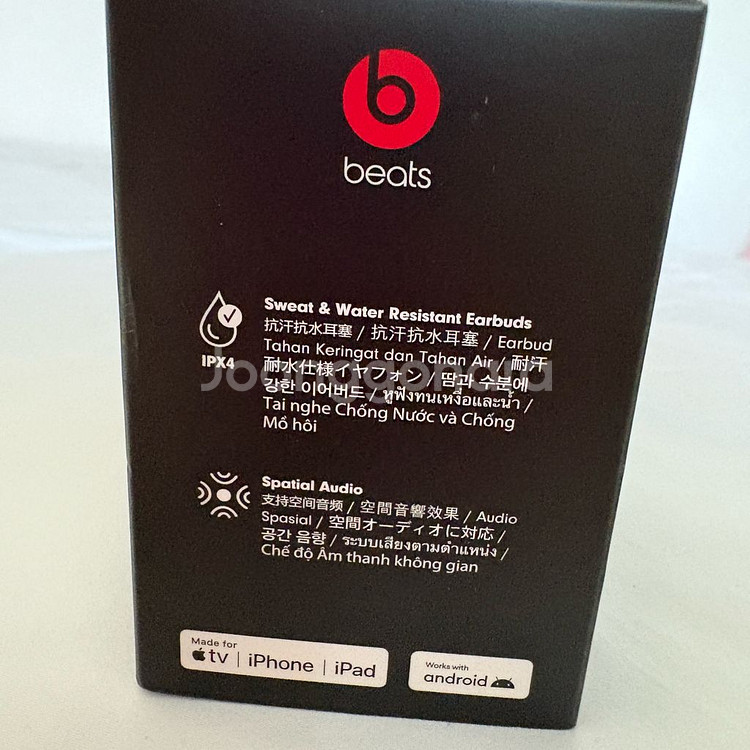 beats
IPX4
Sweat & Water Resistant Earbuds
抗汗抗水耳塞 / 抗汗抗水耳塞 / Earbud
Tahan Keringat dan Tahan Air / 耐汗
耐水仕様イヤフォン / 땀과 수분에
강한 이어버드 / หูฟังทนเหงื่อและน้ำ /
Tai nghe Chống Nước và Chống
Mồ hôi
Joonggonara
Spatial Audio
支持空间音频 / 空間音響效果 / Audio
Spasial / 空間オーディオに対応 /
공간 음향 / ระบบเสียงตามตำแหน่ง /
Chế độ Âm thanh không gian
Made for
tv | iPhone | iPad
Works with
android